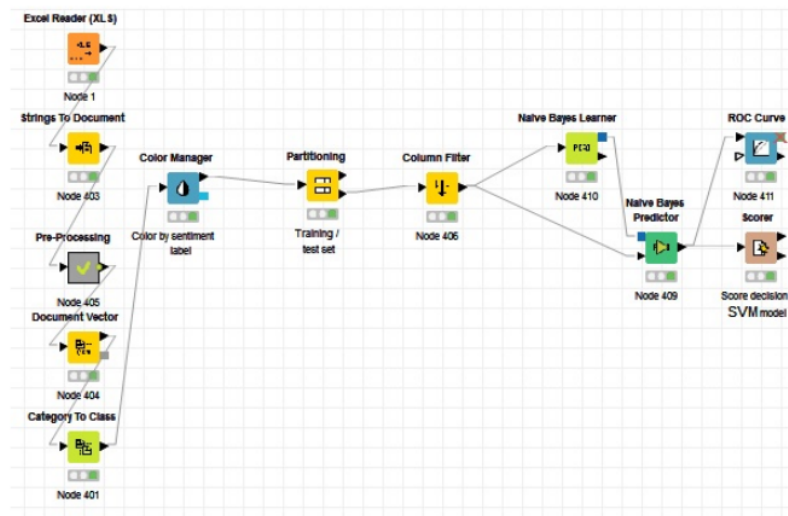 Excel Reader (XLS)
Node 1
Strings To Document
Node 403
Pre-Processing
Node 405
Document Vector
Node 404
Category To Class
Node 401
Color Manager
Color by sentiment
label
Partitioning
Training /
test set
Column Filter
Node 406
Naive Bayes Learner
Node 410
Naive Bayes
Predictor
Node 409
ROC Curve
Node 411
Scorer
Score decision
SVM model